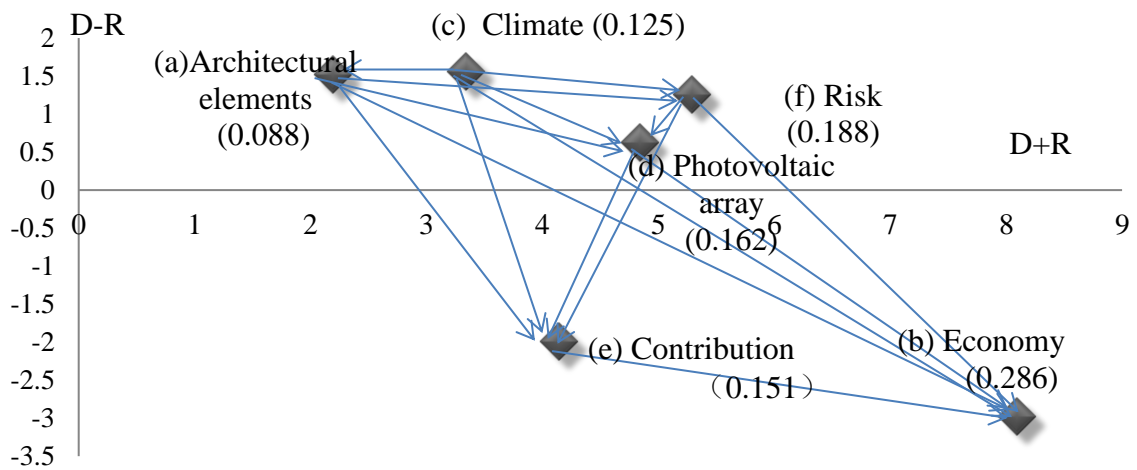 D-R
(c) Climate (0.125)
2
1.5
1
0.5
0
-0.5
-1
-1.5
-2
-2.5
-3
-3.5
(a)Architectural
elements
(0.088)
(f) Risk
(0.188)
D+R
(d) Photovoltaic
array
(0.162)
0 1 2 3 4 5 6 7 8 9
(e) Contribution
（0.151）
(b) Economy
(0.286)